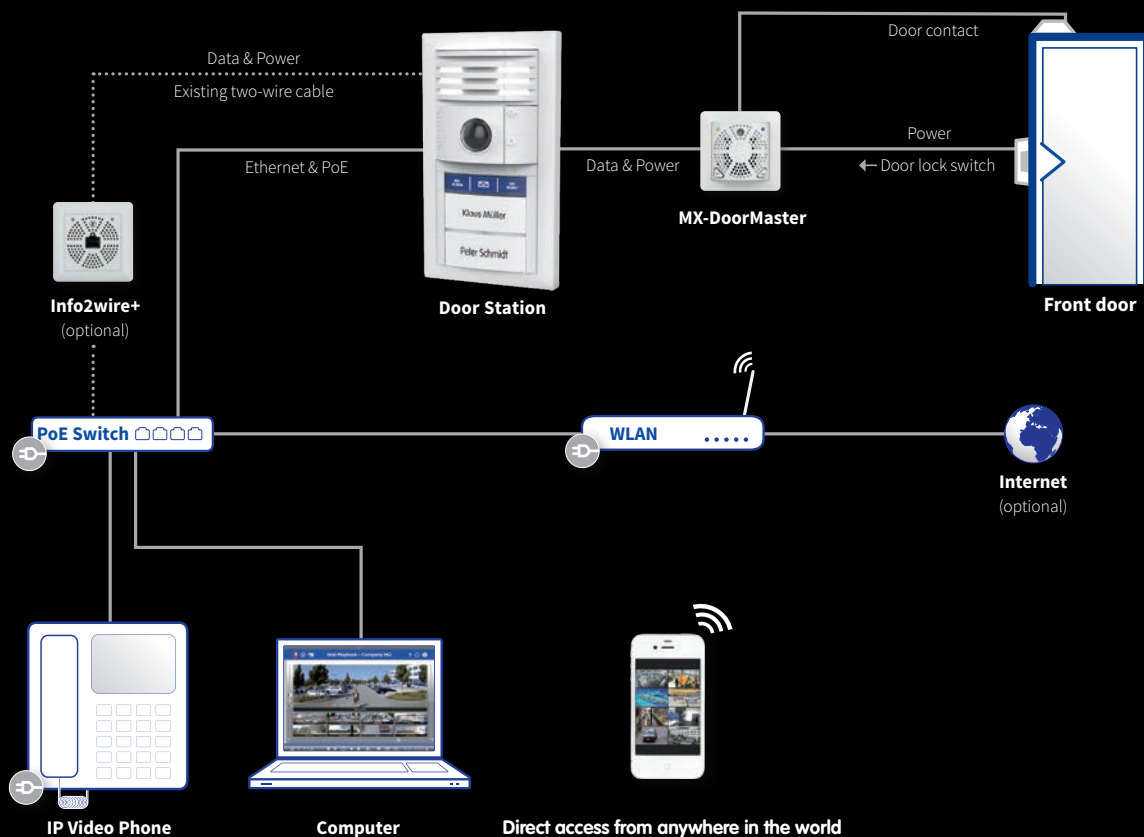 Door contact
Data & Power
Existing two-wire cable
Ethernet & PoE
Data & Power
Power
Door lock switch
MX-DoorMaster
Klaus Müller
Peter Schmidt
Info2wire+
(optional)
Door Station
Front door
PoE Switch
WLAN
Internet
(optional)
IP Video Phone
Computer
Direct access from anywhere in the world